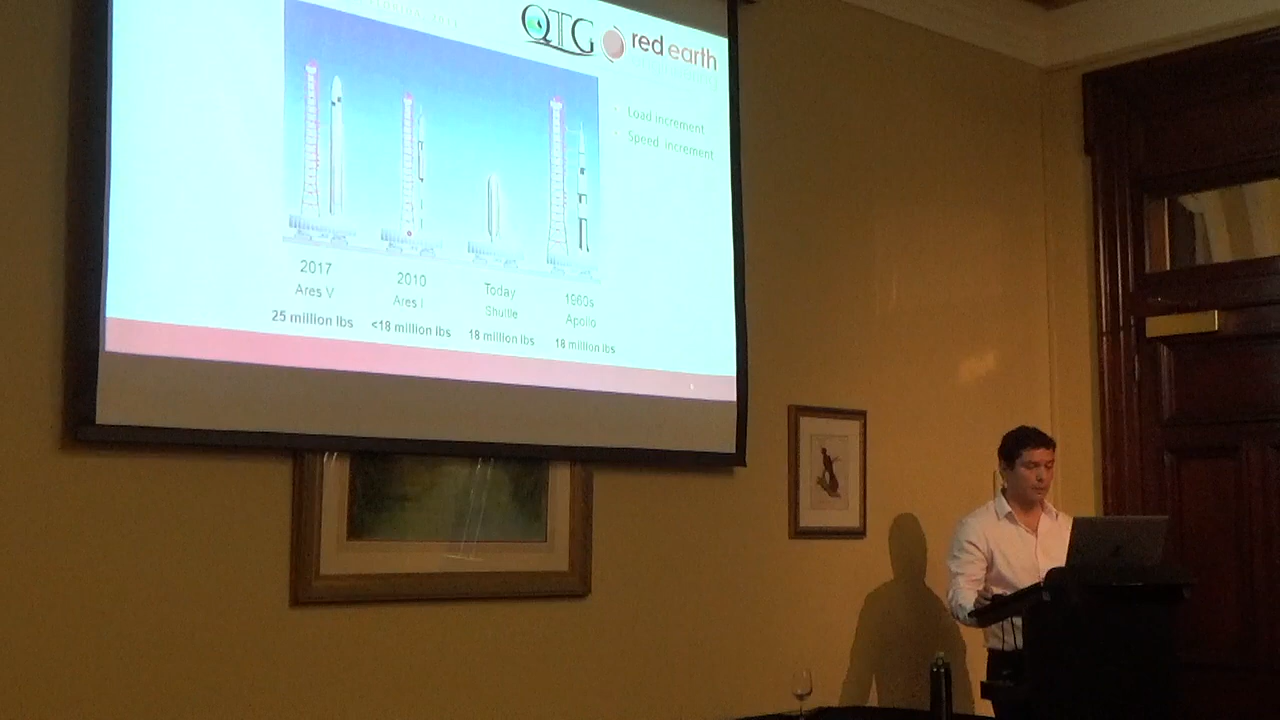 QTG
red earth
Load increment
Speed increment
2017
Ares V
25 million lbs
2010
Ares I
<18 million lbs
Today
Shuttle
18 million lbs
1960s
Apollo
18 million lbs